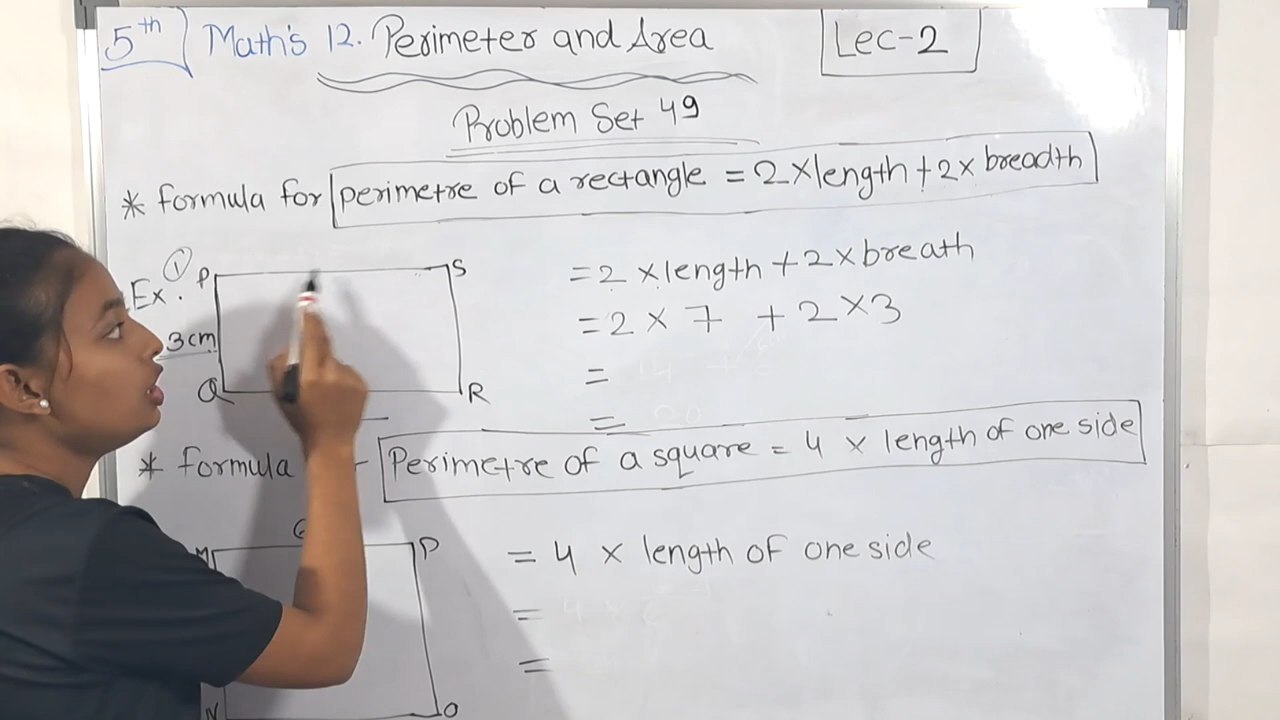 5th Math's 12. Perimeter and Area
Lec-2
Problem Set 49
* formula for perimetre of a rectangle = 2×length+2× breadth
Ex. ① P S
3cm
Q R
= 2 ×length + 2×breath
= 2 × 7 + 2×3
=
=
* formula Perimetre of a square = 4 × length of one side
M P
N O
= 4 × length of one side
=
=